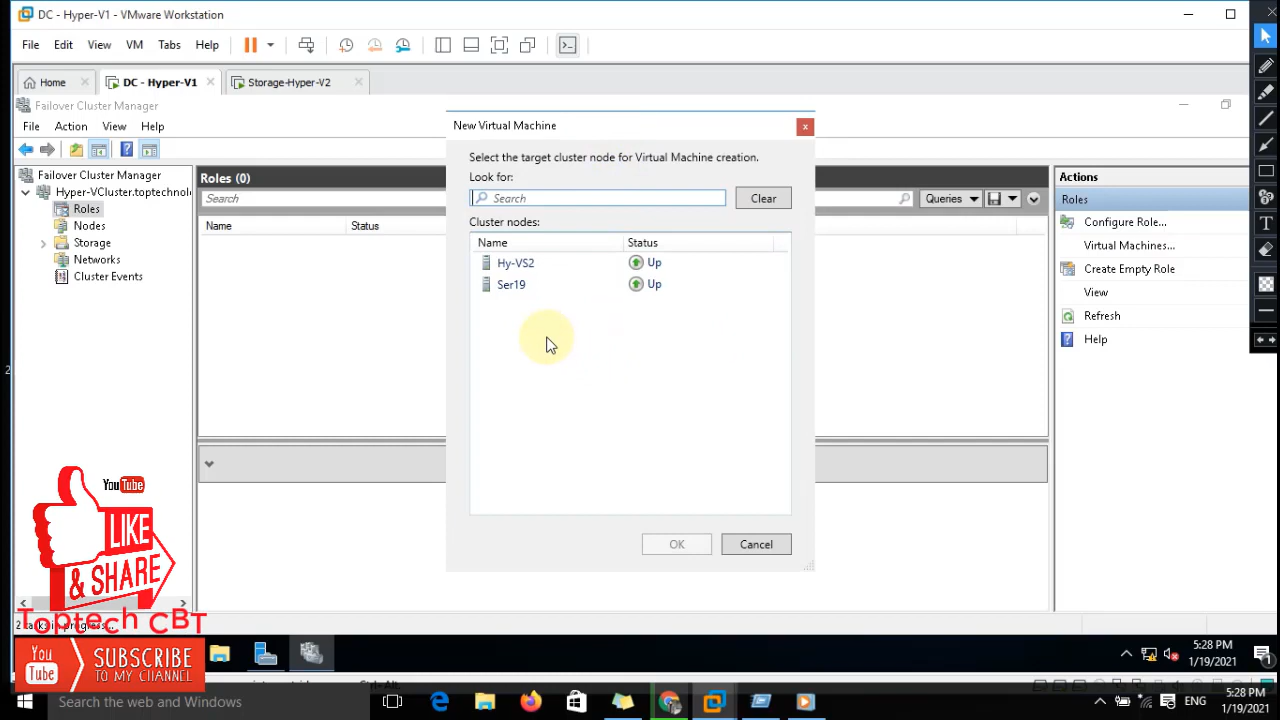 DC - Hyper-V1 - VMware Workstation
File Edit View VM Tabs Help
Home DC - Hyper-V1 Storage-Hyper-V2
Failover Cluster Manager
File Action View Help
Failover Cluster Manager
Hyper-VCluster.toptechnol
Roles
Nodes
Storage
Networks
Cluster Events
Roles (0)
Search Queries
Name Status
New Virtual Machine
Select the target cluster node for Virtual Machine creation.
Look for:
Search Clear
Cluster nodes:
Name Status
Hy-VS2 Up
Ser19 Up
OK Cancel
Actions
Roles
Configure Role...
Virtual Machines...
Create Empty Role
View
Refresh
Help
YouTube
LIKE
& SHARE
Toptech CBT
You
Tube
SUBSCRIBE
TO MY CHANNEL
5:28 PM
1/19/2021
Search the web and Windows
ENG
5:28 PM
1/19/2021